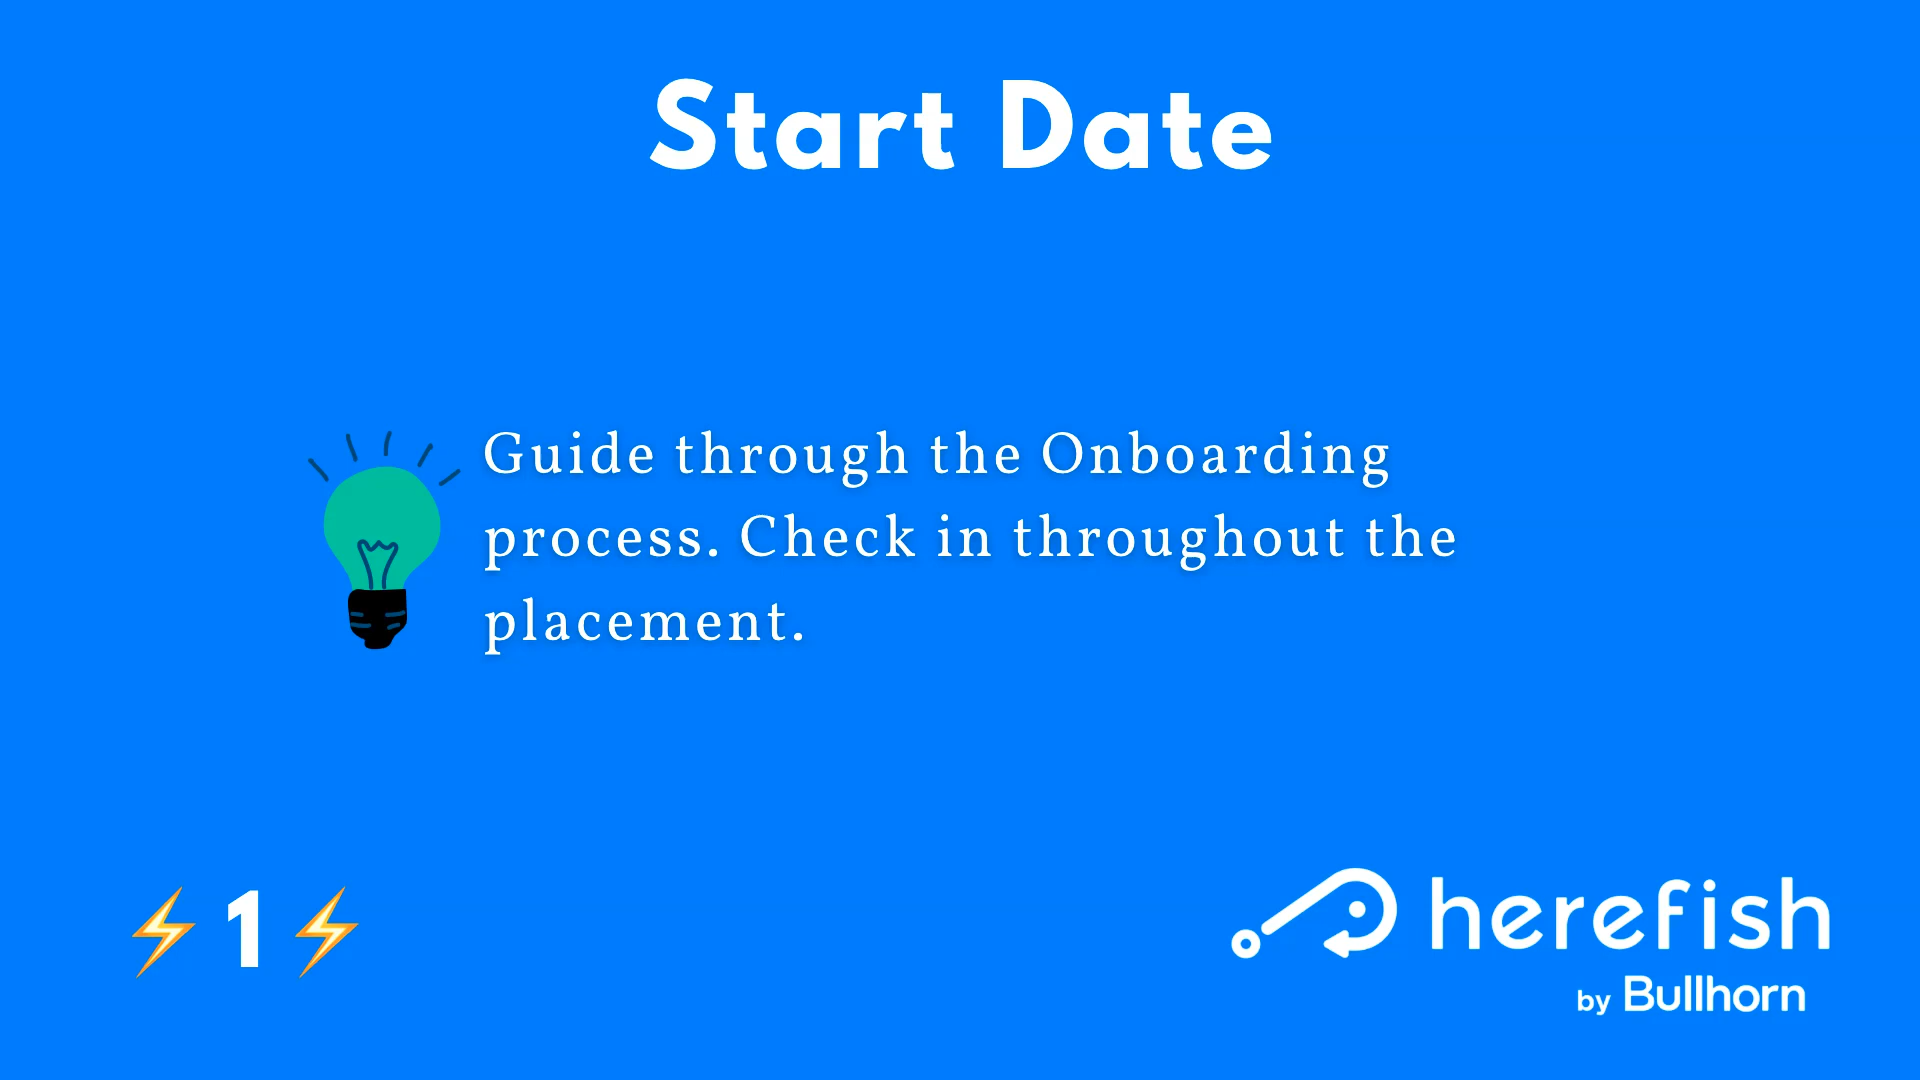 Start Date
Guide through the Onboarding
process. Check in throughout the
placement.
⚡ 1 ⚡
herefish
by Bullhorn